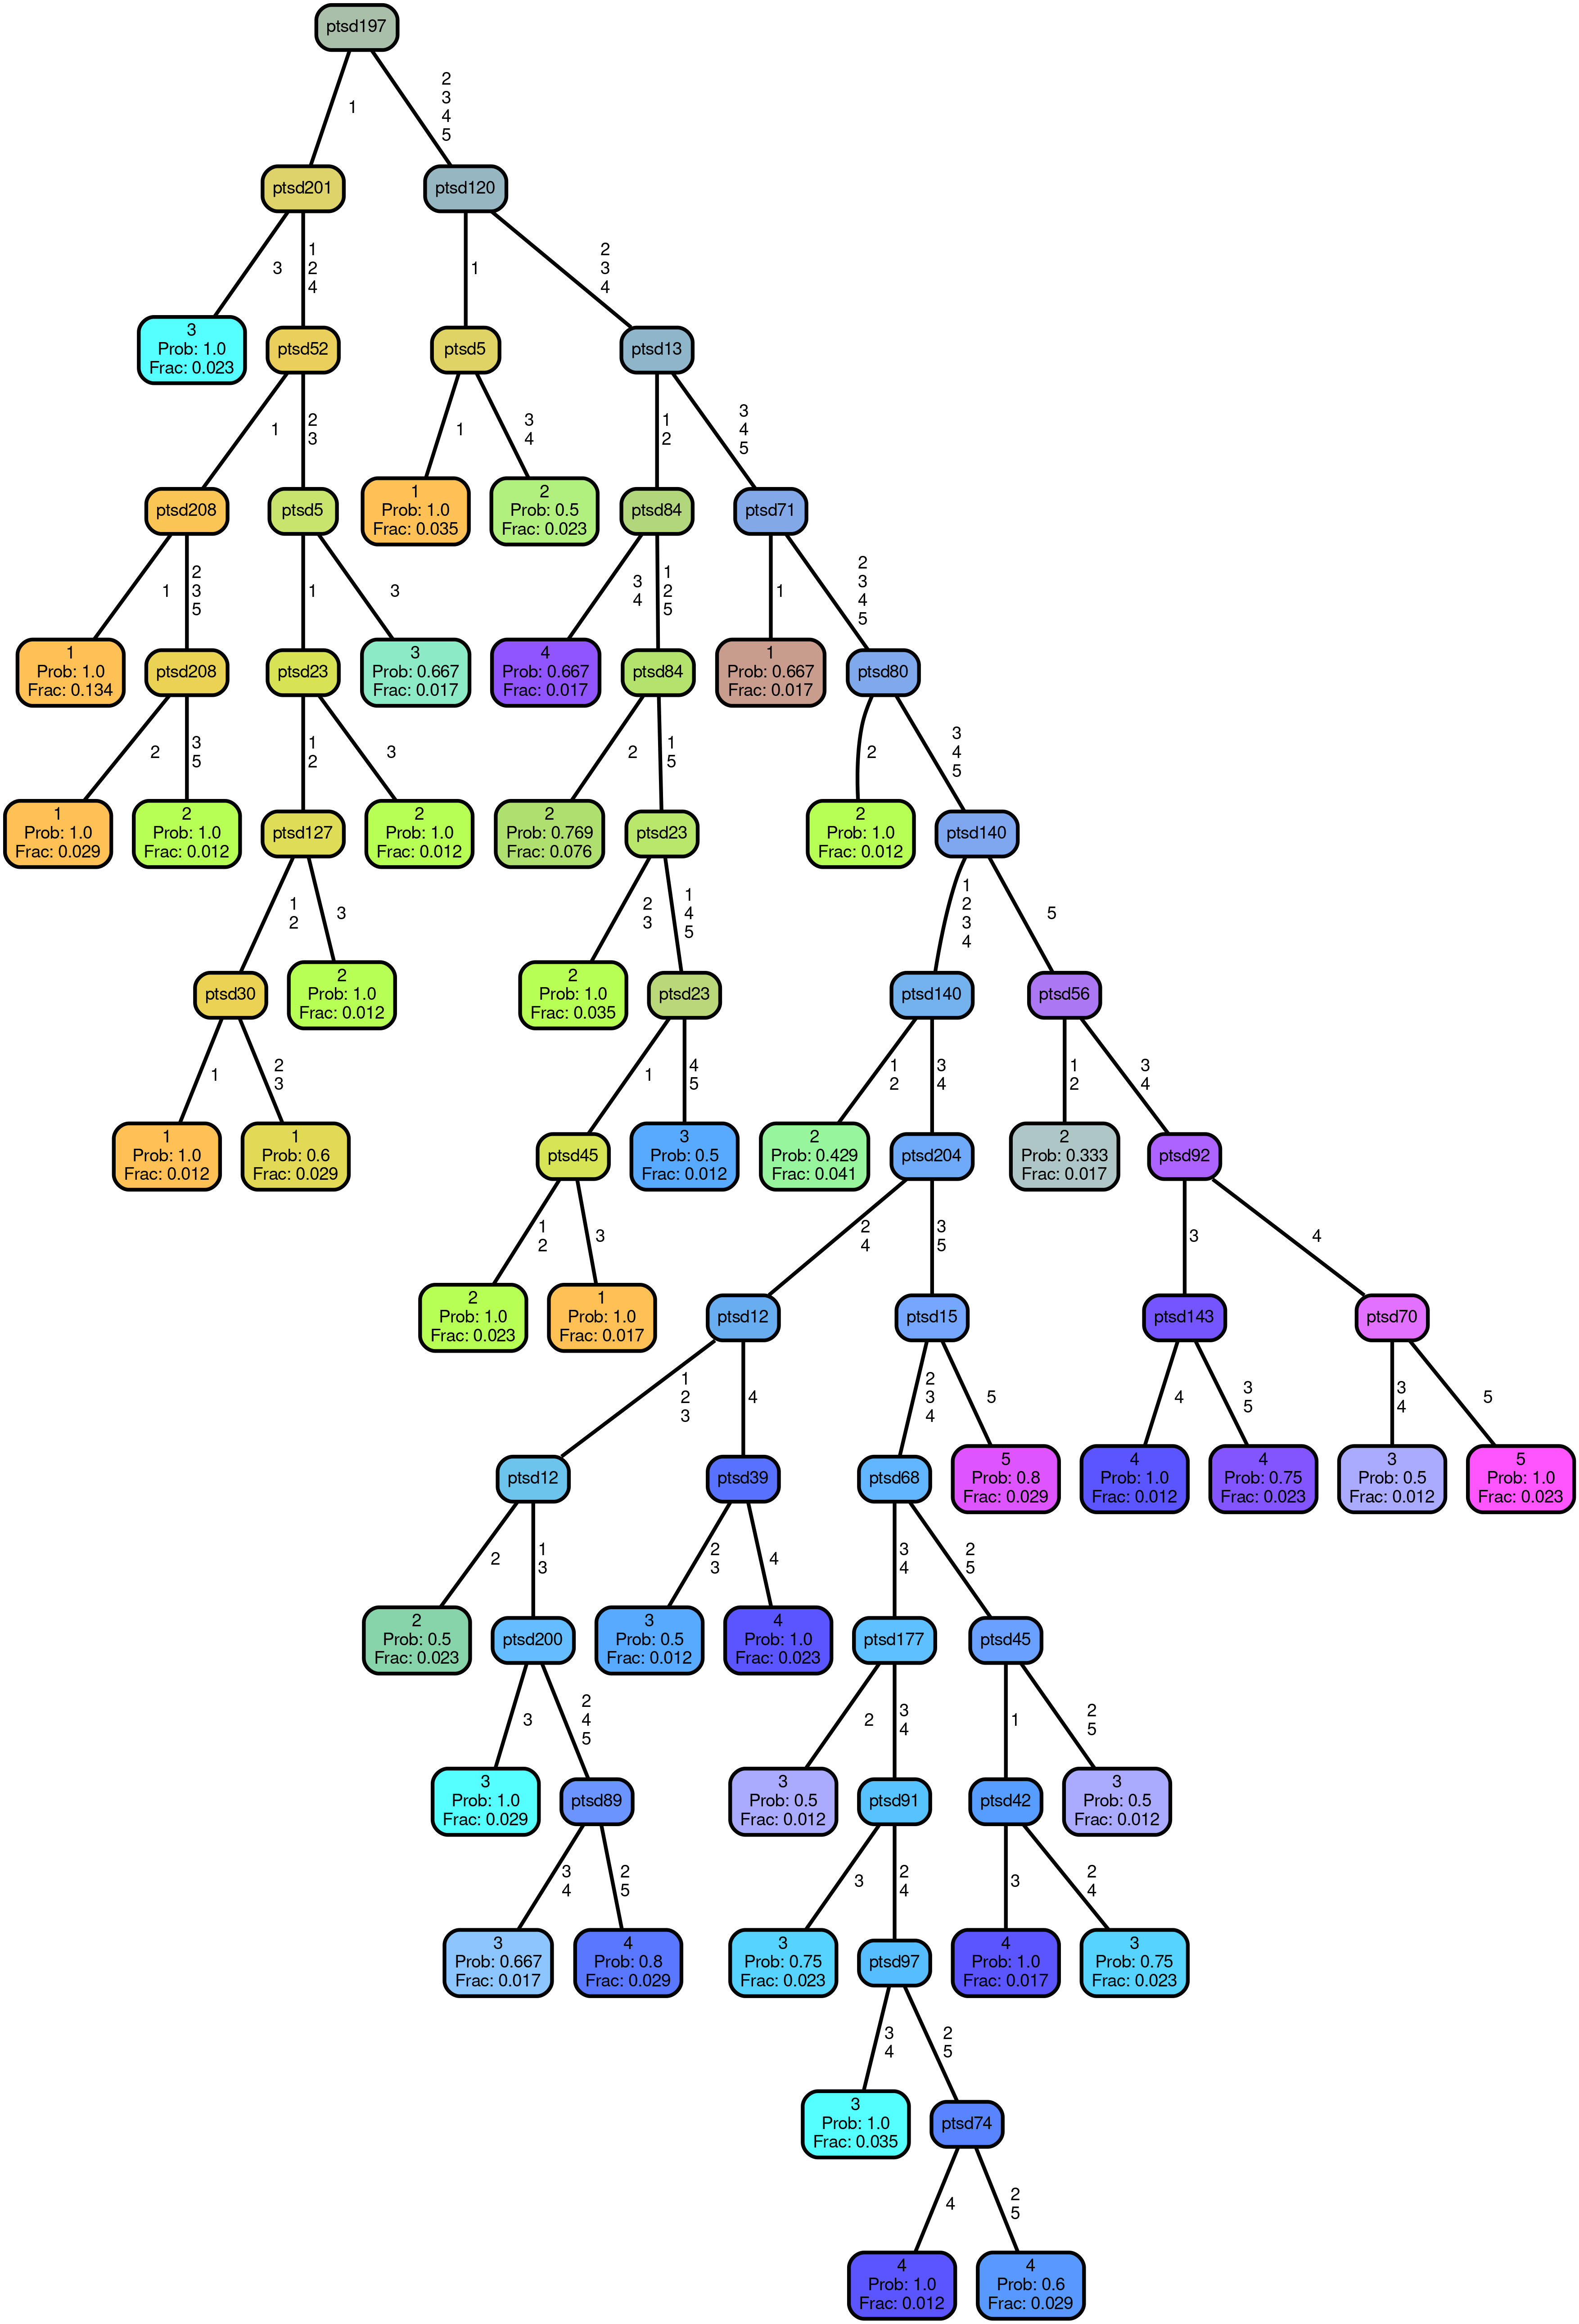 ptsd197
1
2
3
4
5
ptsd201
ptsd120
3
1
2
4
1
2
3
4
3
Prob: 1.0
Frac: 0.023
ptsd52
ptsd5
ptsd13
1
2
3
1
3
4
1
2
3
4
5
ptsd208
ptsd5
1
Prob: 1.0
Frac: 0.035
2
Prob: 0.5
Frac: 0.023
ptsd84
ptsd71
1
2
3
5
1
3
3
4
1
2
5
1
2
3
4
5
1
Prob: 1.0
Frac: 0.134
ptsd208
ptsd23
3
Prob: 0.667
Frac: 0.017
4
Prob: 0.667
Frac: 0.017
ptsd84
1
Prob: 0.667
Frac: 0.017
ptsd80
2
3
5
1
2
3
2
1
5
2
3
4
5
1
Prob: 1.0
Frac: 0.029
2
Prob: 1.0
Frac: 0.012
ptsd127
2
Prob: 1.0
Frac: 0.012
2
Prob: 0.769
Frac: 0.076
ptsd23
2
Prob: 1.0
Frac: 0.012
ptsd140
1
2
3
2
3
1
4
5
1
2
3
4
5
ptsd30
2
Prob: 1.0
Frac: 0.012
2
Prob: 1.0
Frac: 0.035
ptsd23
ptsd140
ptsd56
1
2
3
1
4
5
1
2
3
4
1
2
3
4
1
Prob: 1.0
Frac: 0.012
1
Prob: 0.6
Frac: 0.029
ptsd45
3
Prob: 0.5
Frac: 0.012
2
Prob: 0.429
Frac: 0.041
ptsd204
2
Prob: 0.333
Frac: 0.017
ptsd92
1
2
3
2
4
3
5
3
4
2
Prob: 1.0
Frac: 0.023
1
Prob: 1.0
Frac: 0.017
ptsd12
ptsd15
ptsd143
ptsd70
1
2
3
4
2
3
4
5
4
3
5
3
4
5
ptsd12
ptsd39
ptsd68
5
Prob: 0.8
Frac: 0.029
4
Prob: 1.0
Frac: 0.012
4
Prob: 0.75
Frac: 0.023
3
Prob: 0.5
Frac: 0.012
5
Prob: 1.0
Frac: 0.023
2
1
3
2
3
4
3
4
2
5
2
Prob: 0.5
Frac: 0.023
ptsd200
3
Prob: 0.5
Frac: 0.012
4
Prob: 1.0
Frac: 0.023
ptsd177
ptsd45
3
2
4
5
2
3
4
1
2
5
3
Prob: 1.0
Frac: 0.029
ptsd89
3
Prob: 0.5
Frac: 0.012
ptsd91
ptsd42
3
Prob: 0.5
Frac: 0.012
3
4
2
5
3
2
4
3
2
4
3
Prob: 0.667
Frac: 0.017
4
Prob: 0.8
Frac: 0.029
3
Prob: 0.75
Frac: 0.023
ptsd97
4
Prob: 1.0
Frac: 0.017
3
Prob: 0.75
Frac: 0.023
3
4
2
5
3
Prob: 1.0
Frac: 0.035
ptsd74
4
2
5
4
Prob: 1.0
Frac: 0.012
4
Prob: 0.6
Frac: 0.029